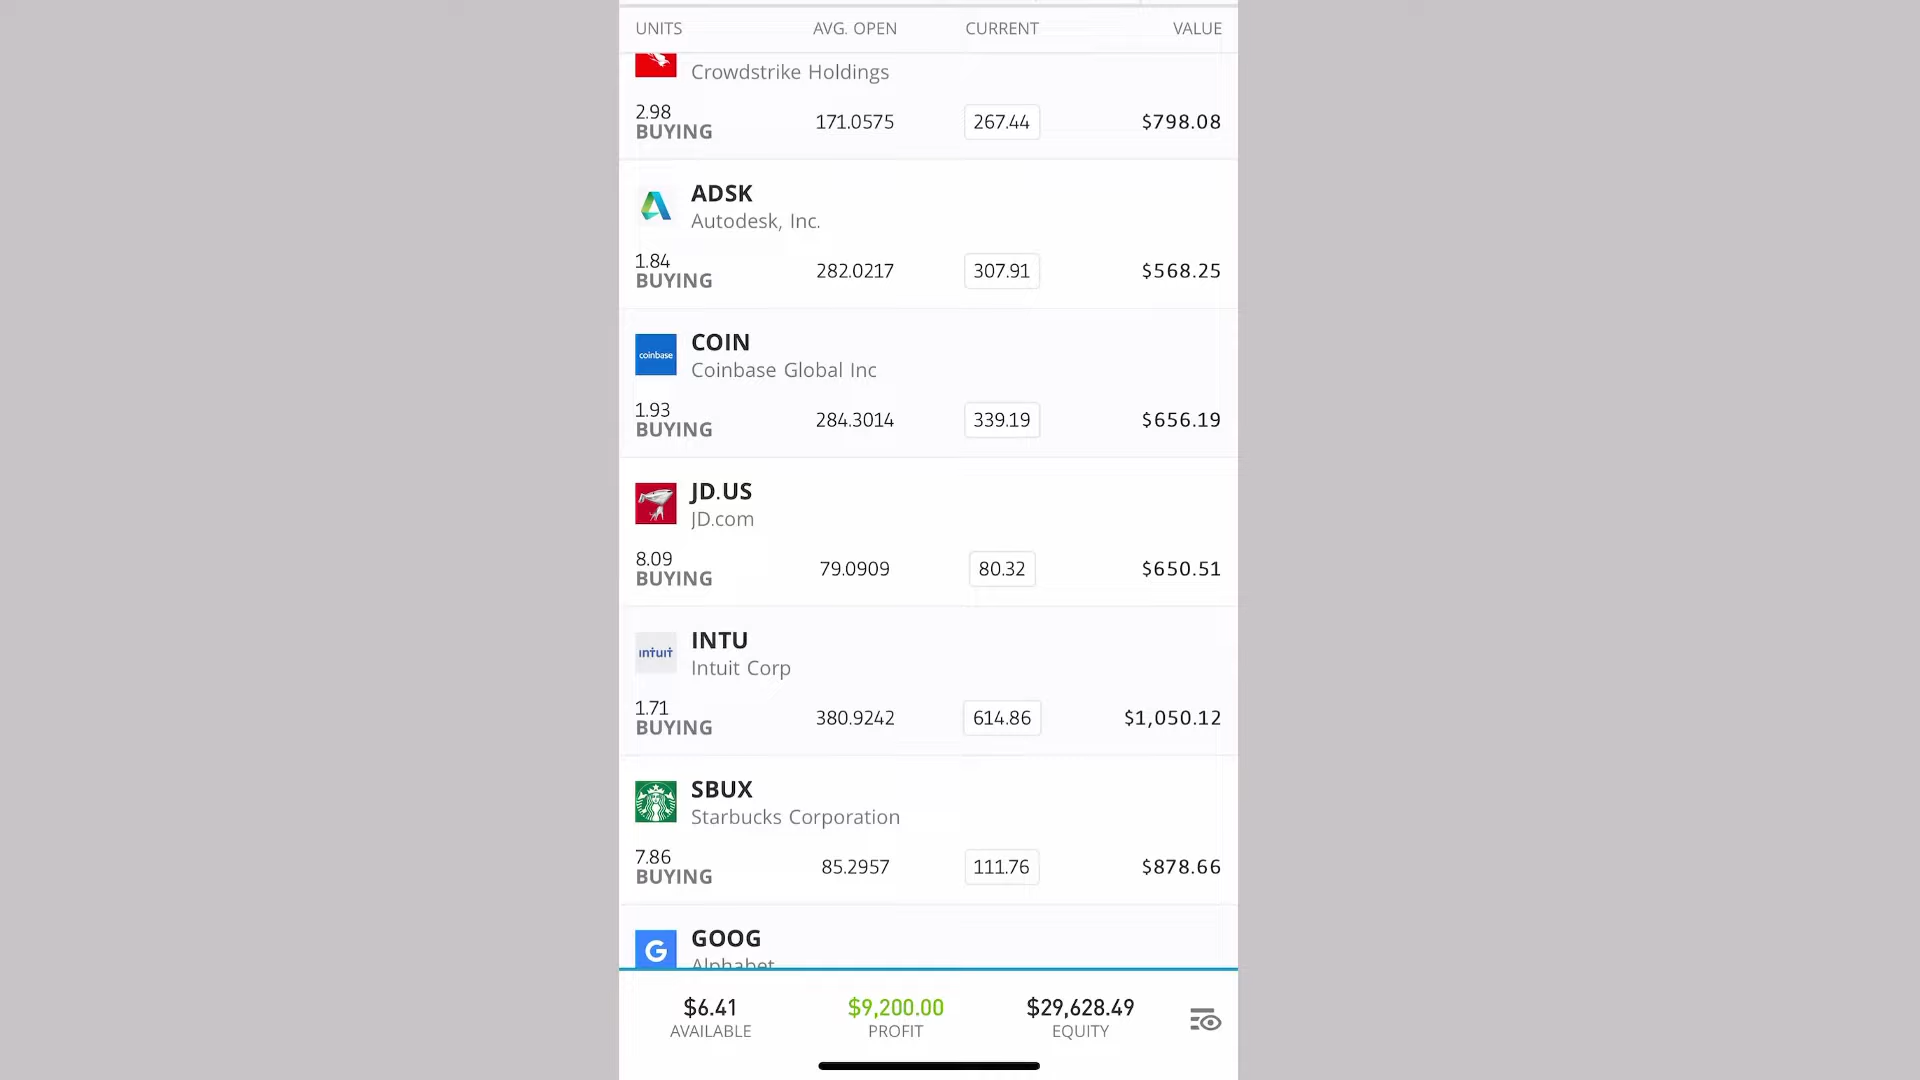 UNITS AVG. OPEN CURRENT VALUE
Crowdstrike Holdings
2.98
BUYING 171.0575 267.44 $798.08
ADSK
Autodesk, Inc.
1.84
BUYING 282.0217 307.91 $568.25
coinbase
COIN
Coinbase Global Inc
1.93
BUYING 284.3014 339.19 $656.19
JD.US
JD.com
8.09
BUYING 79.0909 80.32 $650.51
INTU
intuit
Intuit Corp
1.71
BUYING 380.9242 614.86 $1,050.12
SBUX
Starbucks Corporation
7.86
BUYING 85.2957 111.76 $878.66
G
GOOG
Alphabet
$6.41 $9,200.00 $29,628.49
AVAILABLE PROFIT EQUITY